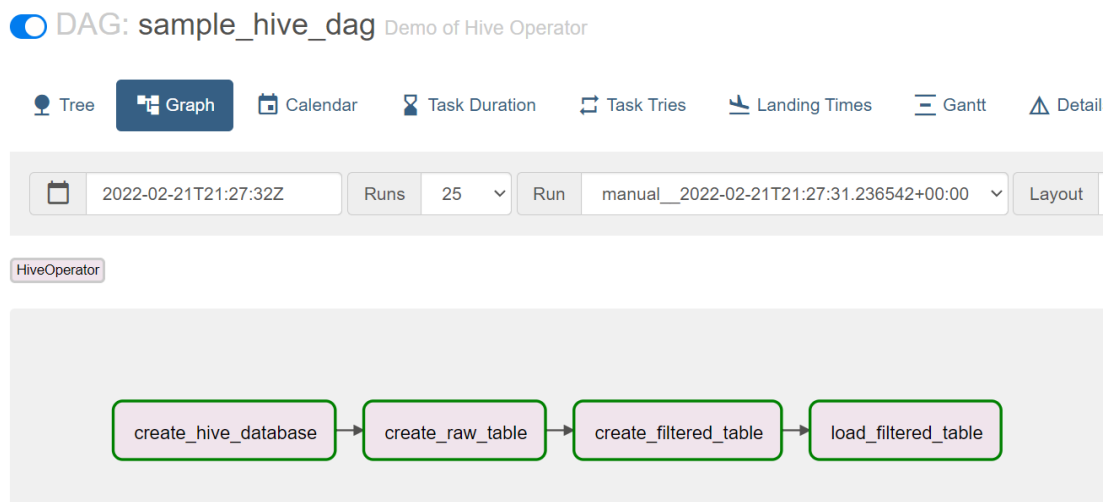 DAG: sample_hive_dag Demo of Hive Operator
Tree Graph Calendar Task Duration Task Tries Landing Times Gantt Detail
2022-02-21T21:27:32Z Runs 25 Run manual__2022-02-21T21:27:31.236542+00:00 Layout
HiveOperator
create_hive_database create_raw_table create_filtered_table load_filtered_table